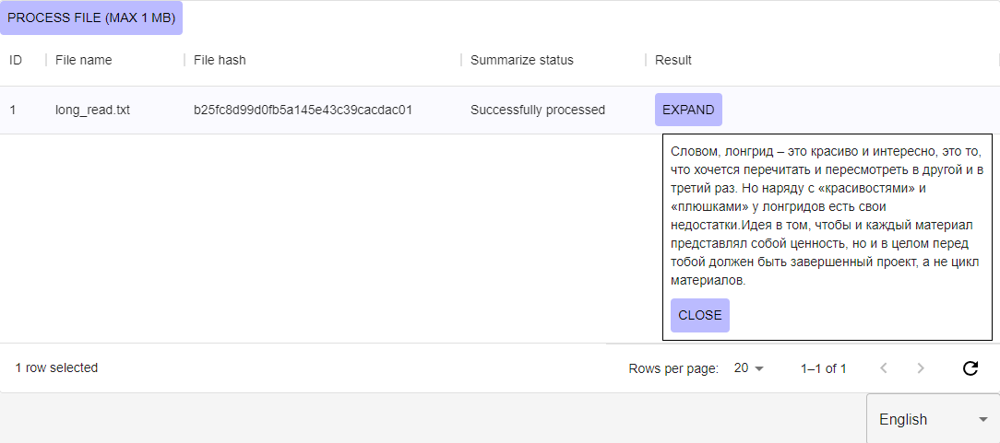 PROCESS FILE (MAX 1 MB)
ID File name File hash Summarize status Result
1 long_read.txt b25fc8d99d0fb5a145e43c39cacdac01 Successfully processed EXPAND
Словом, лонгрид – это красиво и интересно, это то,
что хочется перечитать и пересмотреть в другой и в
третий раз. Но наряду с «красивостями» и
«плюшками» у лонгридов есть свои
недостатки.Идея в том, чтобы и каждый материал
представлял собой ценность, но и в целом перед
тобой должен быть завершенный проект, а не цикл
материалов.
CLOSE
1 row selected Rows per page: 20 1–1 of 1
English